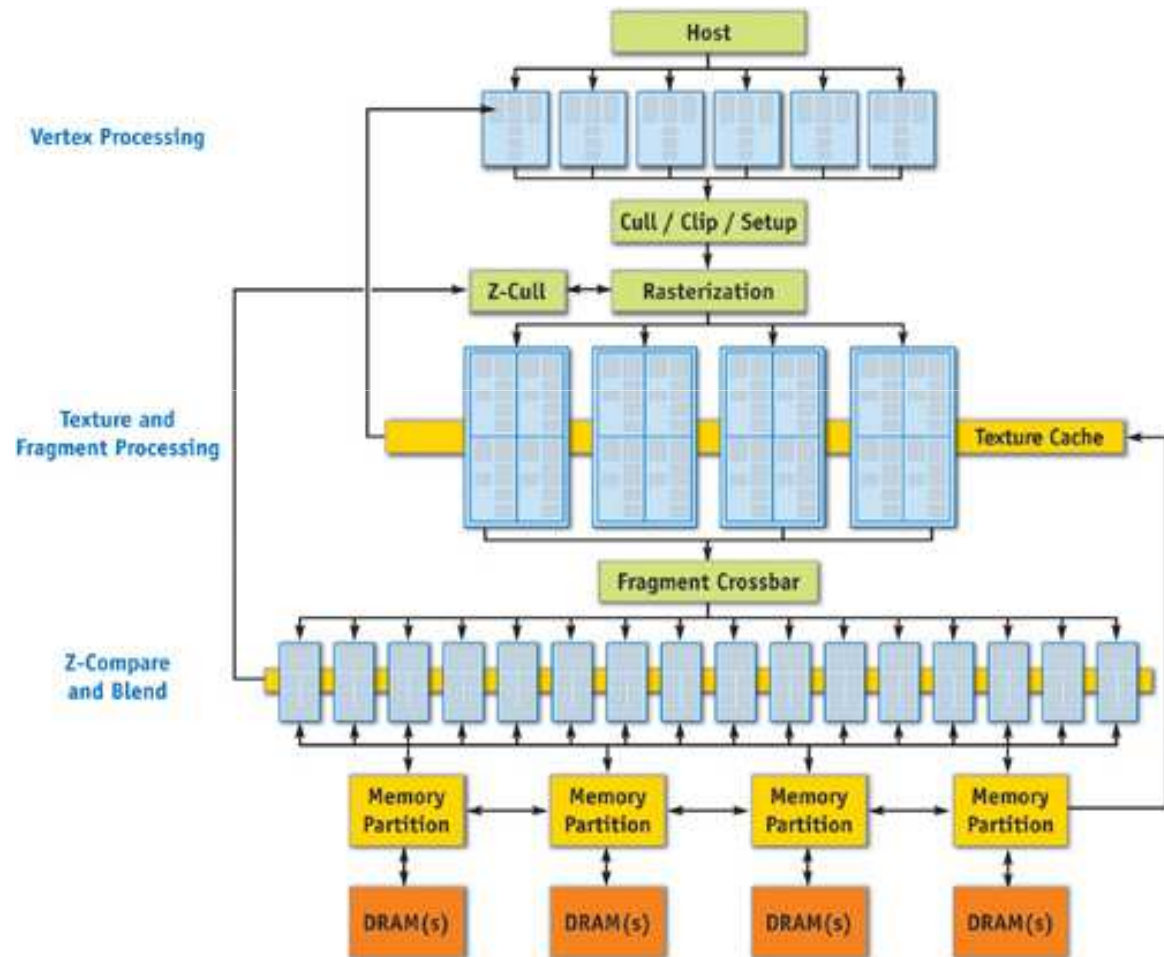 Host
Vertex Processing
Cull / Clip / Setup
Z-Cull
Rasterization
Texture and
Fragment Processing
Texture Cache
Fragment Crossbar
Z-Compare
and Blend
Memory
Partition
Memory
Partition
Memory
Partition
Memory
Partition
DRAM(s)
DRAM(s)
DRAM(s)
DRAM(s)